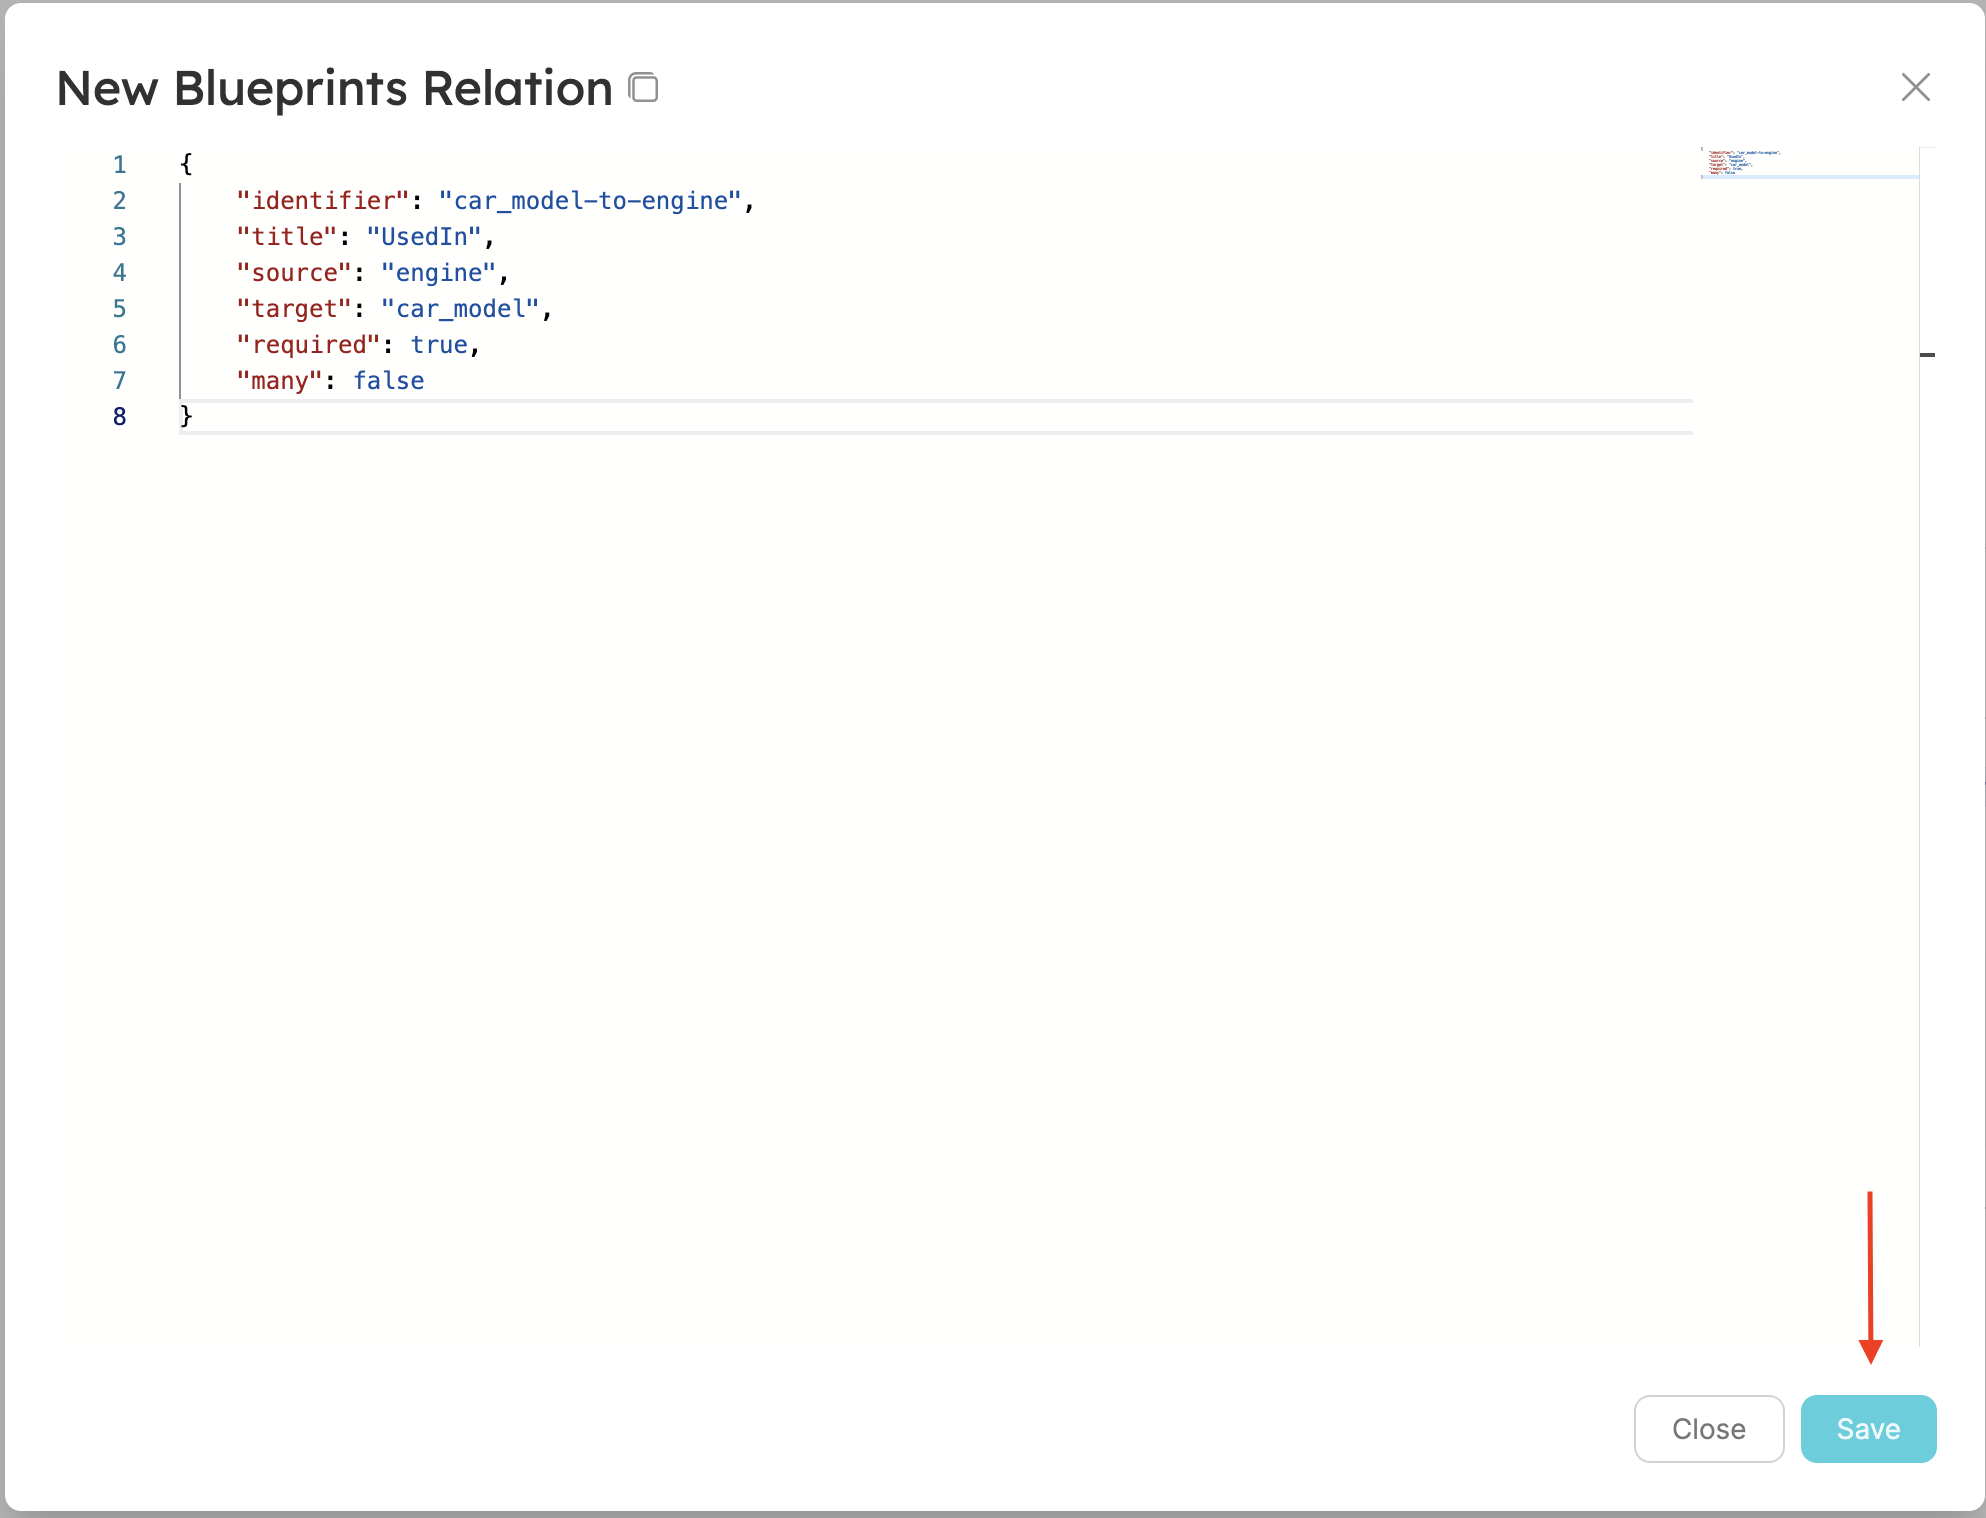 New Blueprints Relation
1 {
2 "identifier": "car_model-to-engine",
3 "title": "UsedIn",
4 "source": "engine",
5 "target": "car_model",
6 "required": true,
7 "many": false
8 }
Close Save